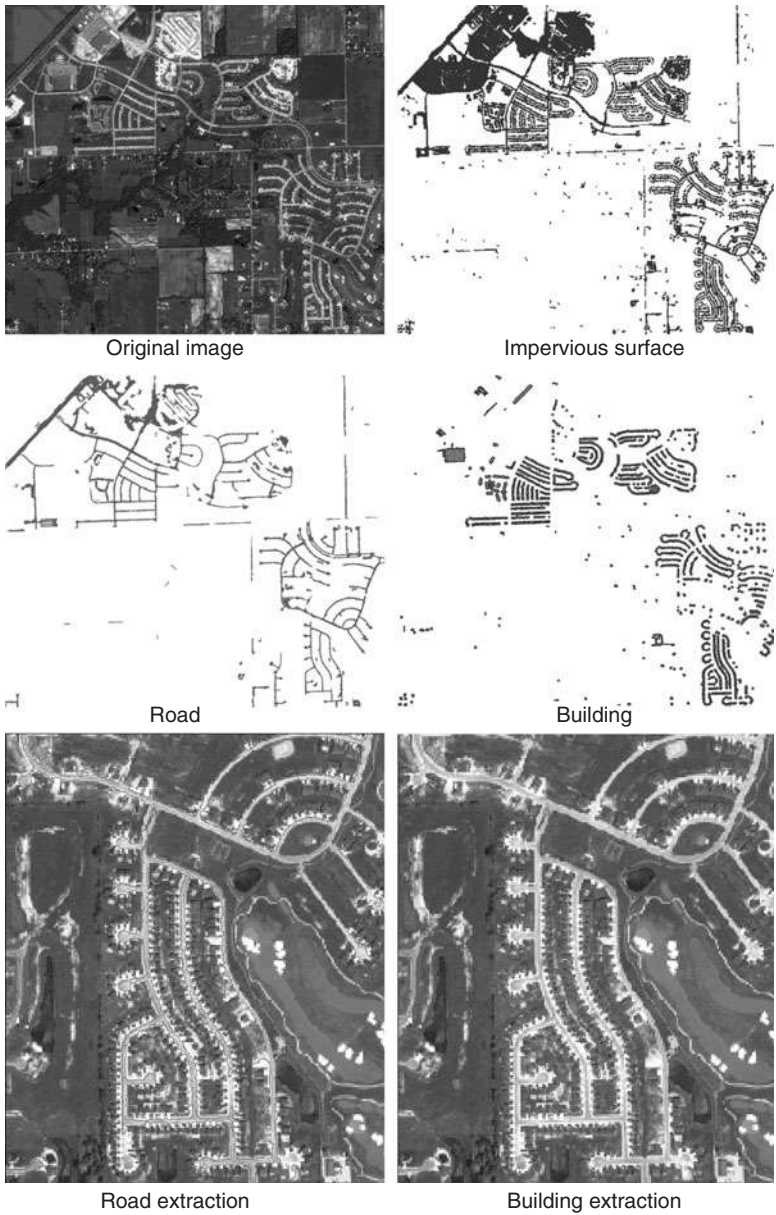 Original image
Impervious surface
Road
Building
Road extraction
Building extraction